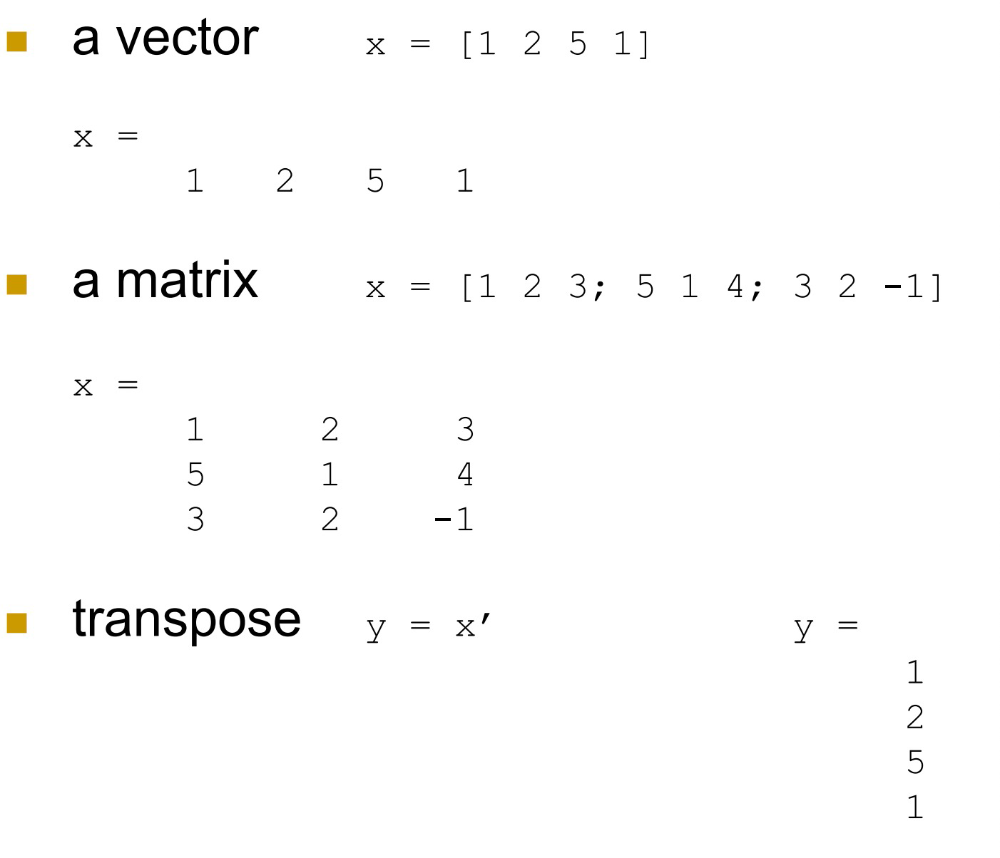 a vector x = [1 2 5 1]
x =
1 2 5 1
a matrix x = [1 2 3; 5 1 4; 3 2 -1]
x =
1 2 3
5 1 4
3 2 -1
transpose y = x’ y =
1
2
5
1